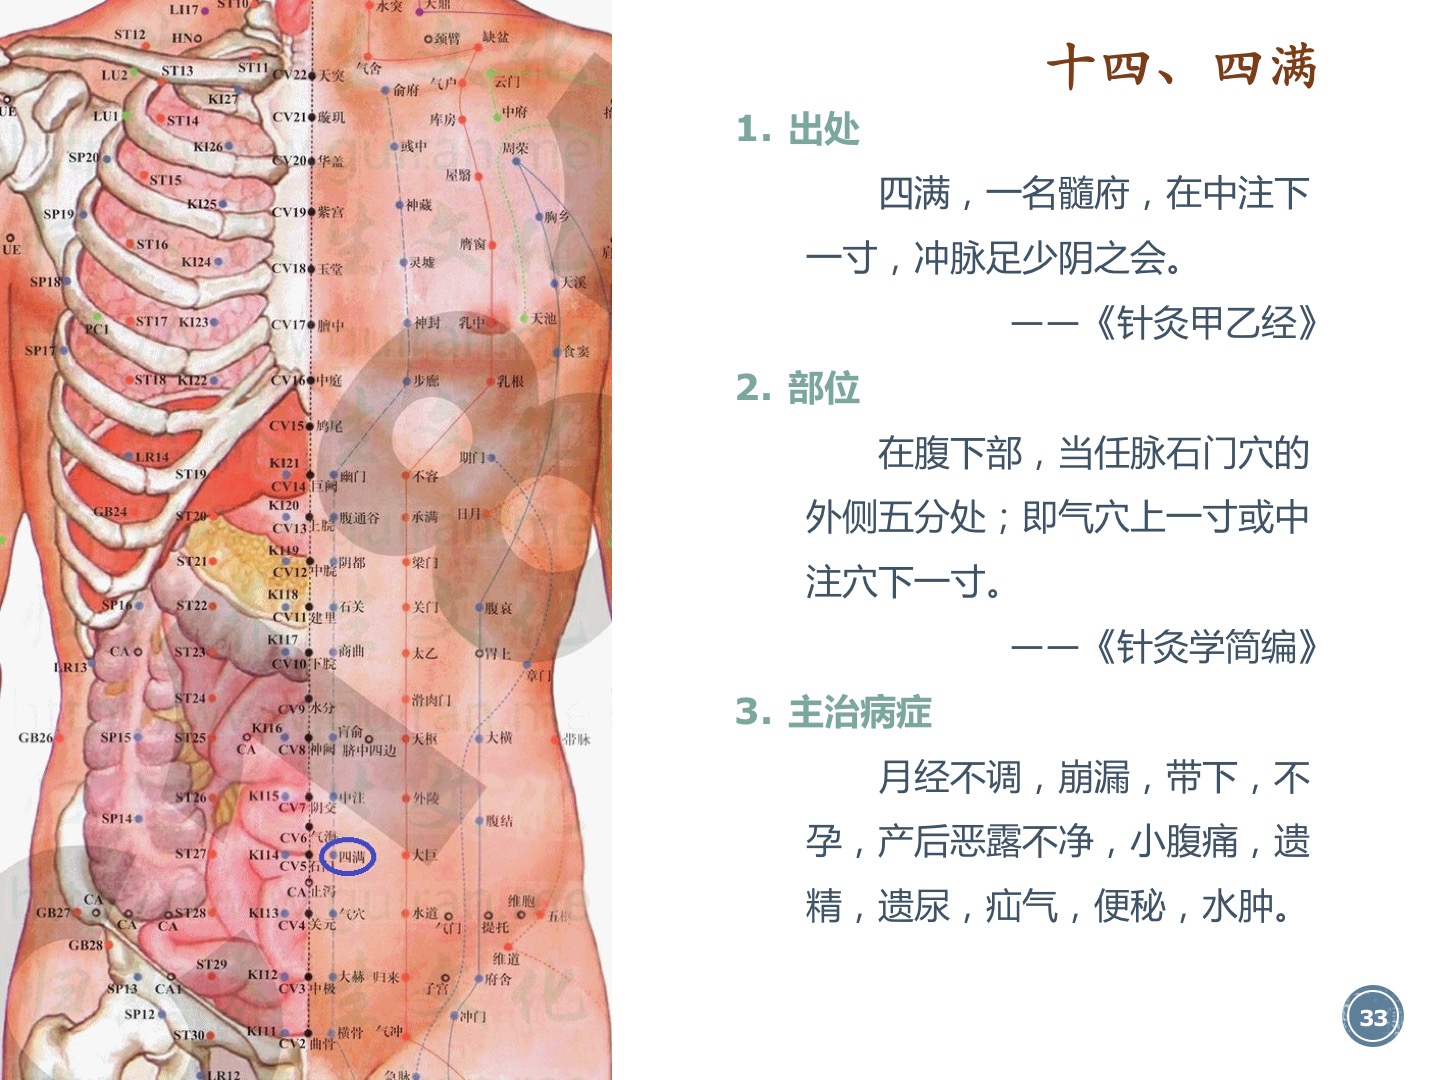 十四、四满
1. 出处
四满，一名髓府，在中注下
一寸，冲脉足少阴之会。
——《针灸甲乙经》
2. 部位
在腹下部，当任脉石门穴的
外侧五分处；即气穴上一寸或中
注穴下一寸。
——《针灸学简编》
3. 主治病症
月经不调，崩漏，带下，不
孕，产后恶露不净，小腹痛，遗
精，遗尿，疝气，便秘，水肿。
33
LI17 ST10 水突 大鼎
ST12 HN 颈臂 缺盆
LU2 ST13 ST11 CV22 天突 气舍 气户 云门
KI27 俞府
UE LU1 ST14 CV21 璇玑 库房 中府
SP20 KI26 CV20 华盖 彧中 周荣
ST15 屋翳
SP19 KI25 CV19 紫宫 神藏 胸乡
UE ST16 膺窗
SP18 KI24 CV18 玉堂 灵墟 天溪
PC1 ST17 KI23 CV17 膻中 神封 乳中 天池
SP17 食窦
ST18 KI22 CV16 中庭 步廊 乳根
CV15 鸠尾
LR14 KI21 期门
ST19 CV14 巨阙 幽门 不容
GB24 KI20
ST20 CV13 上脘 腹通谷 承满 日月
KI19
ST21 CV12 中脘 阴都 梁门
KI18
SP16 ST22 CV11 建里 石关 关门 腹哀
KI17
CA ST23 CV10 下脘 商曲 太乙 胃上
LR13 章门
ST24 CV9 水分 滑肉门
KI16 肓俞
GB26 SP15 ST25 CA CV8 神阙 脐中四边 天枢 大横 带脉
ST26 KI15 CV7 阴交 中注 外陵
SP14 CV6 气海 腹结
ST27 KI14 CV5 石门 四满 大巨
CA CA 止泻 维胞
GB27 CA CA ST28 KI13 CV4 关元 气穴 水道 气门 提托 五枢
GB28 维道
ST29
SP13 CA1 KI12 CV3 中极 大赫 归来 子宫 府舍
SP12 冲门
ST30 KI11 CV2 曲骨 横骨 气冲
LR12 急脉